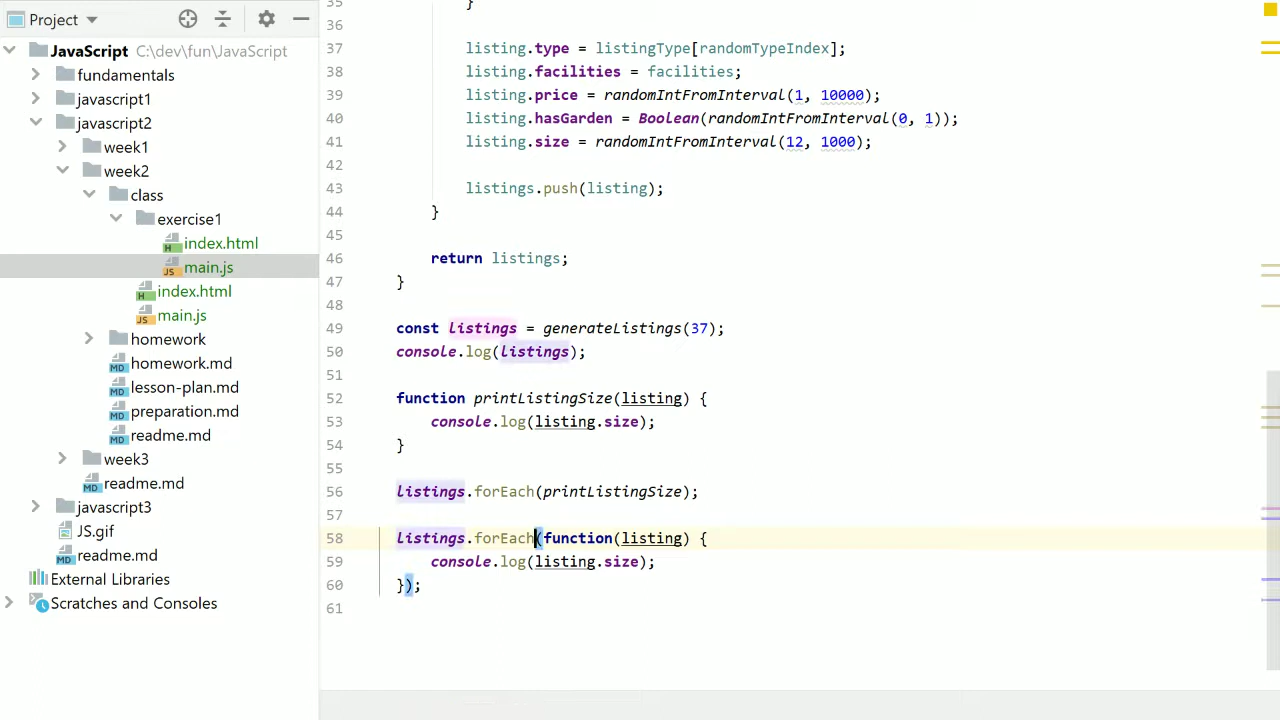 Project
JavaScript C:\dev\fun\JavaScript
fundamentals
javascript1
javascript2
week1
week2
class
exercise1
index.html
main.js
index.html
main.js
homework
homework.md
lesson-plan.md
preparation.md
readme.md
week3
readme.md
javascript3
JS.gif
readme.md
External Libraries
Scratches and Consoles
35 }
36
37 listing.type = listingType[randomTypeIndex];
38 listing.facilities = facilities;
39 listing.price = randomIntFromInterval(1, 10000);
40 listing.hasGarden = Boolean(randomIntFromInterval(0, 1));
41 listing.size = randomIntFromInterval(12, 1000);
42
43 listings.push(listing);
44 }
45
46 return listings;
47 }
48
49 const listings = generateListings(37);
50 console.log(listings);
51
52 function printListingSize(listing) {
53 console.log(listing.size);
54 }
55
56 listings.forEach(printListingSize);
57
58 listings.forEach(function(listing) {
59 console.log(listing.size);
60 });
61